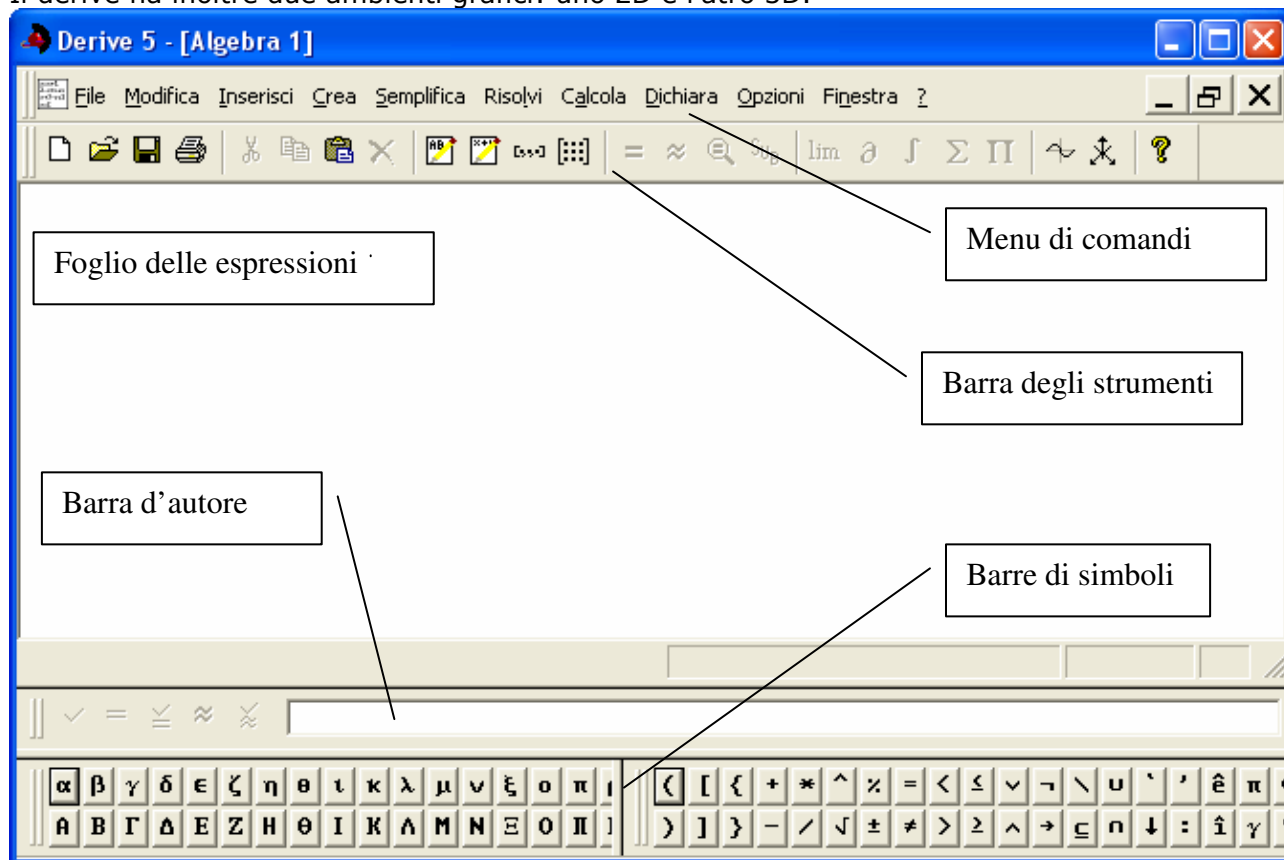 Il derive ha inoltre due ambienti grafici: uno 2D e l'atro 3D.
Derive 5 - [Algebra 1]
File Modifica Inserisci Crea Semplifica Risolvi Calcola Dichiara Opzioni Finestra ?
= ≈ SUB lim ∂ ∫ Σ Π ?
Menu di comandi
Foglio delle espressioni
Barra degli strumenti
Barra d’autore
Barre di simboli
= ≈
α β γ δ ε ζ η θ ι κ λ μ ν ξ ο π ( [ { + * ^ % = < ≤ ∨ ¬ \ ∪ ` ' ê π
Α Β Γ Δ Ε Ζ Η Θ Ι Κ Λ Μ Ν Ξ Ο Π ) ] } - / √ ± ≠ > ≥ ∧ → ⊆ ∩ ↓ : î γ